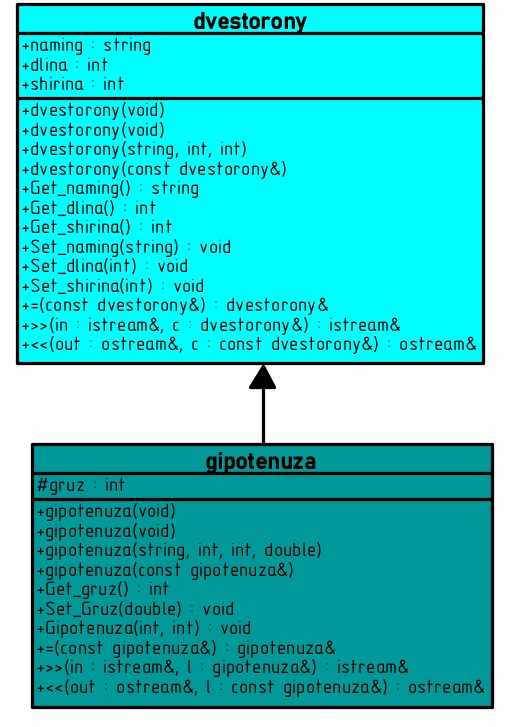 dvestorony
+naming : string
+dlina : int
+shirina : int
+dvestorony(void)
+dvestorony(void)
+dvestorony(string, int, int)
+dvestorony(const dvestorony&)
+Get_naming() : string
+Get_dlina() : int
+Get_shirina() : int
+Set_naming(string) : void
+Set_dlina(int) : void
+Set_shirina(int) : void
+=(const dvestorony&) : dvestorony&
+>>(in : istream&, c : dvestorony&) : istream&
+<<(out : ostream&, c : const dvestorony&) : ostream&
gipotenuza
#gruz : int
+gipotenuza(void)
+gipotenuza(void)
+gipotenuza(string, int, int, double)
+gipotenuza(const gipotenuza&)
+Get_gruz() : int
+Set_Gruz(double) : void
+Gipotenuza(int, int) : void
+=(const gipotenuza&) : gipotenuza&
+>>(in : istream&, l : gipotenuza&) : istream&
+<<(out : ostream&, l : const gipotenuza&) : ostream&